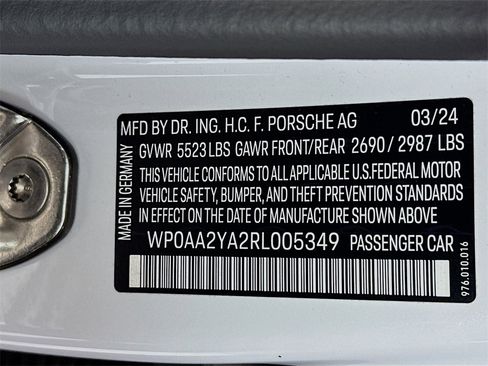 MFD BY DR. ING. H.C. F. PORSCHE AG 03/24
GVWR 5523 LBS GAWR FRONT/REAR 2690 / 2987 LBS
THIS VEHICLE CONFORMS TO ALL APPLICABLE U.S.FEDERAL MOTOR
VEHICLE SAFETY, BUMPER, AND THEFT PREVENTION STANDARDS
IN EFFECT ON THE DATE OF MANUFACTURE SHOWN ABOVE
WP0AA2YA2RL005349 PASSENGER CAR
MADE IN GERMANY
976.010.016